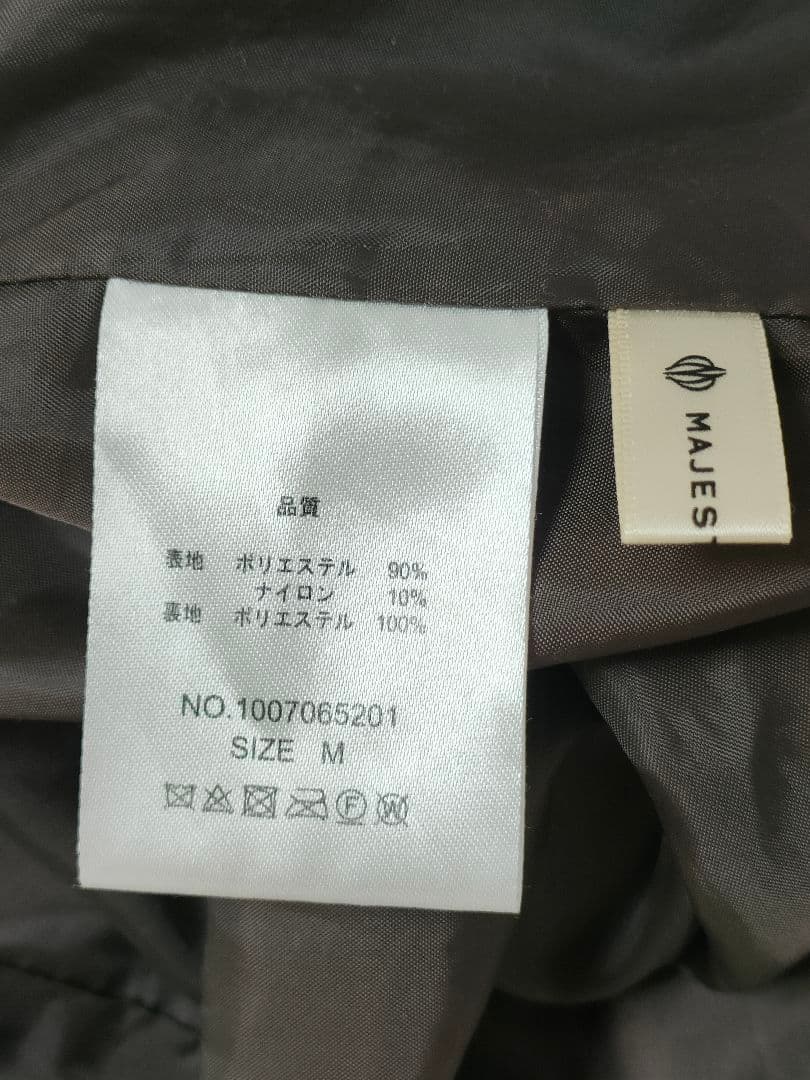 品質
表地 ポリエステル 90%
ナイロン 10%
裏地 ポリエステル 100%
NO.1007065201
SIZE M
F W
MAJES